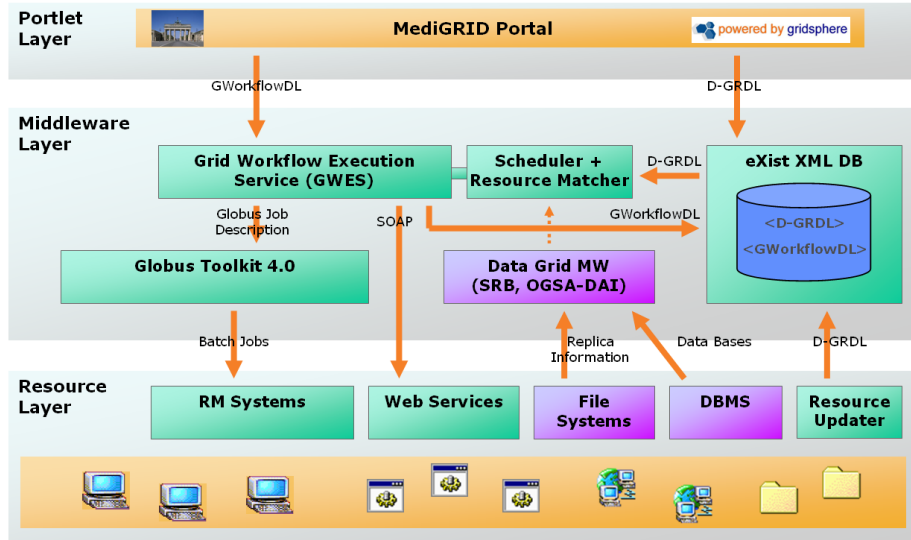 Portlet
Layer
MediGRID Portal
powered by gridsphere
GWorkflowDL
D-GRDL
Middleware
Layer
Grid Workflow Execution
Service (GWES)
Scheduler +
Resource Matcher
D-GRDL
eXist XML DB
<D-GRDL>
<GWorkflowDL>
Globus Job
Description
SOAP
GWorkflowDL
Globus Toolkit 4.0
Data Grid MW
(SRB, OGSA-DAI)
Batch Jobs
Replica
Information
Data Bases
D-GRDL
Resource
Layer
RM Systems
Web Services
File
Systems
DBMS
Resource
Updater